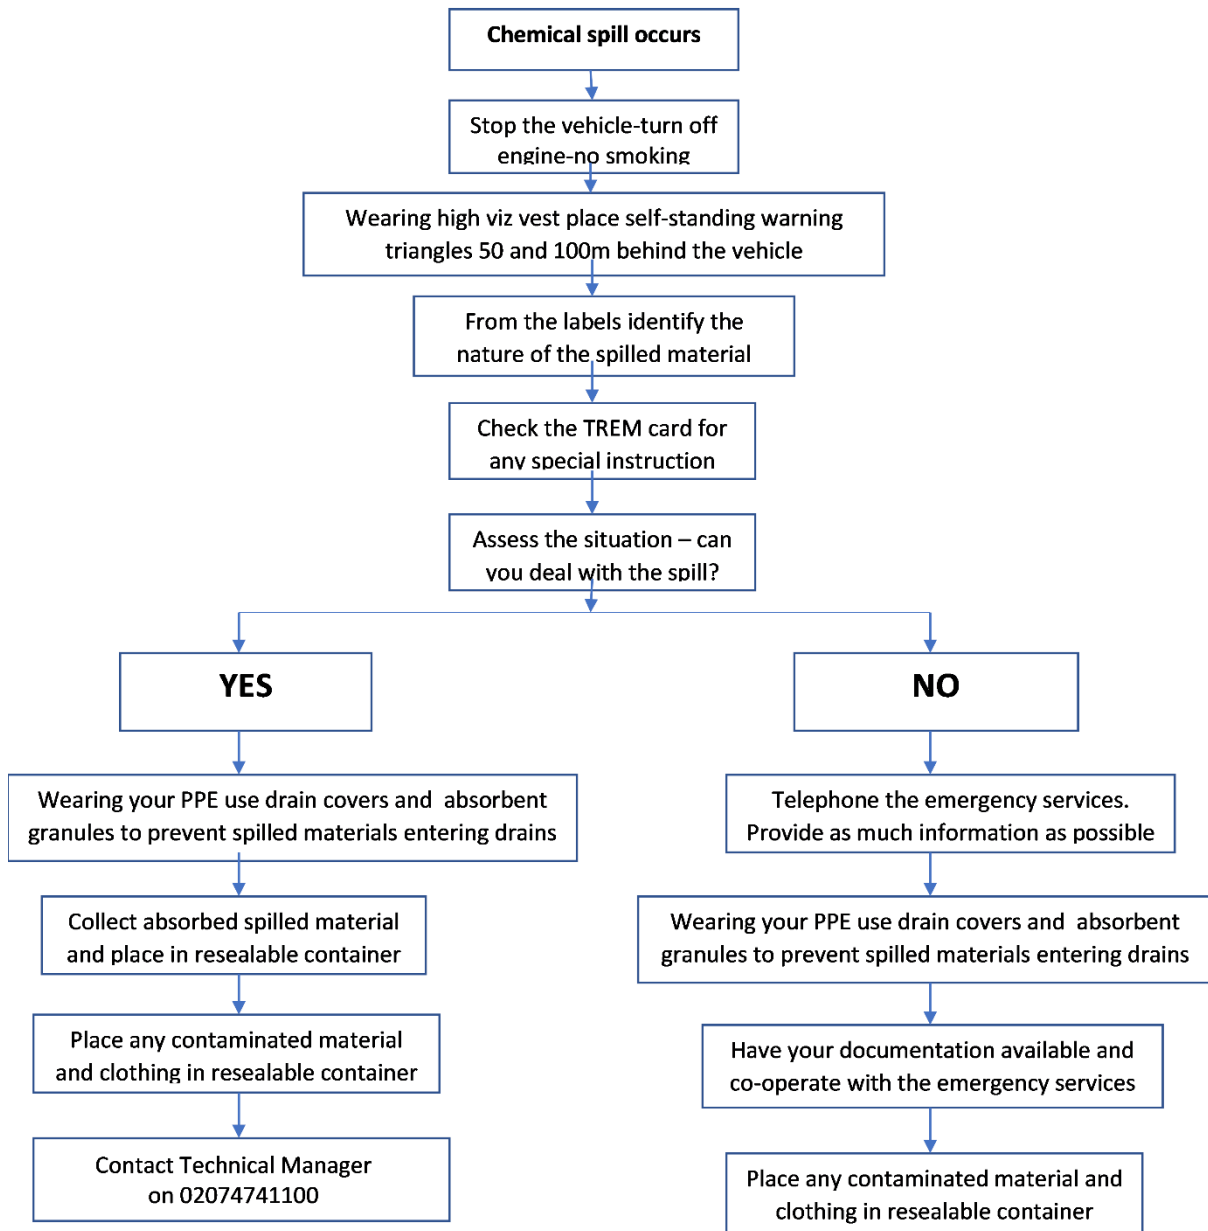 Chemical spill occurs
Stop the vehicle-turn off
engine-no smoking
Wearing high viz vest place self-standing warning
triangles 50 and 100m behind the vehicle
From the labels identify the
nature of the spilled material
Check the TREM card for
any special instruction
Assess the situation – can
you deal with the spill?
YES
Wearing your PPE use drain covers and  absorbent
granules to prevent spilled materials entering drains
Collect absorbed spilled material
and place in resealable container
Place any contaminated material
and clothing in resealable container
Contact Technical Manager
on 02074741100
NO
Telephone the emergency services.
Provide as much information as possible
Wearing your PPE use drain covers and  absorbent
granules to prevent spilled materials entering drains
Have your documentation available and
co-operate with the emergency services
Place any contaminated material and
clothing in resealable container